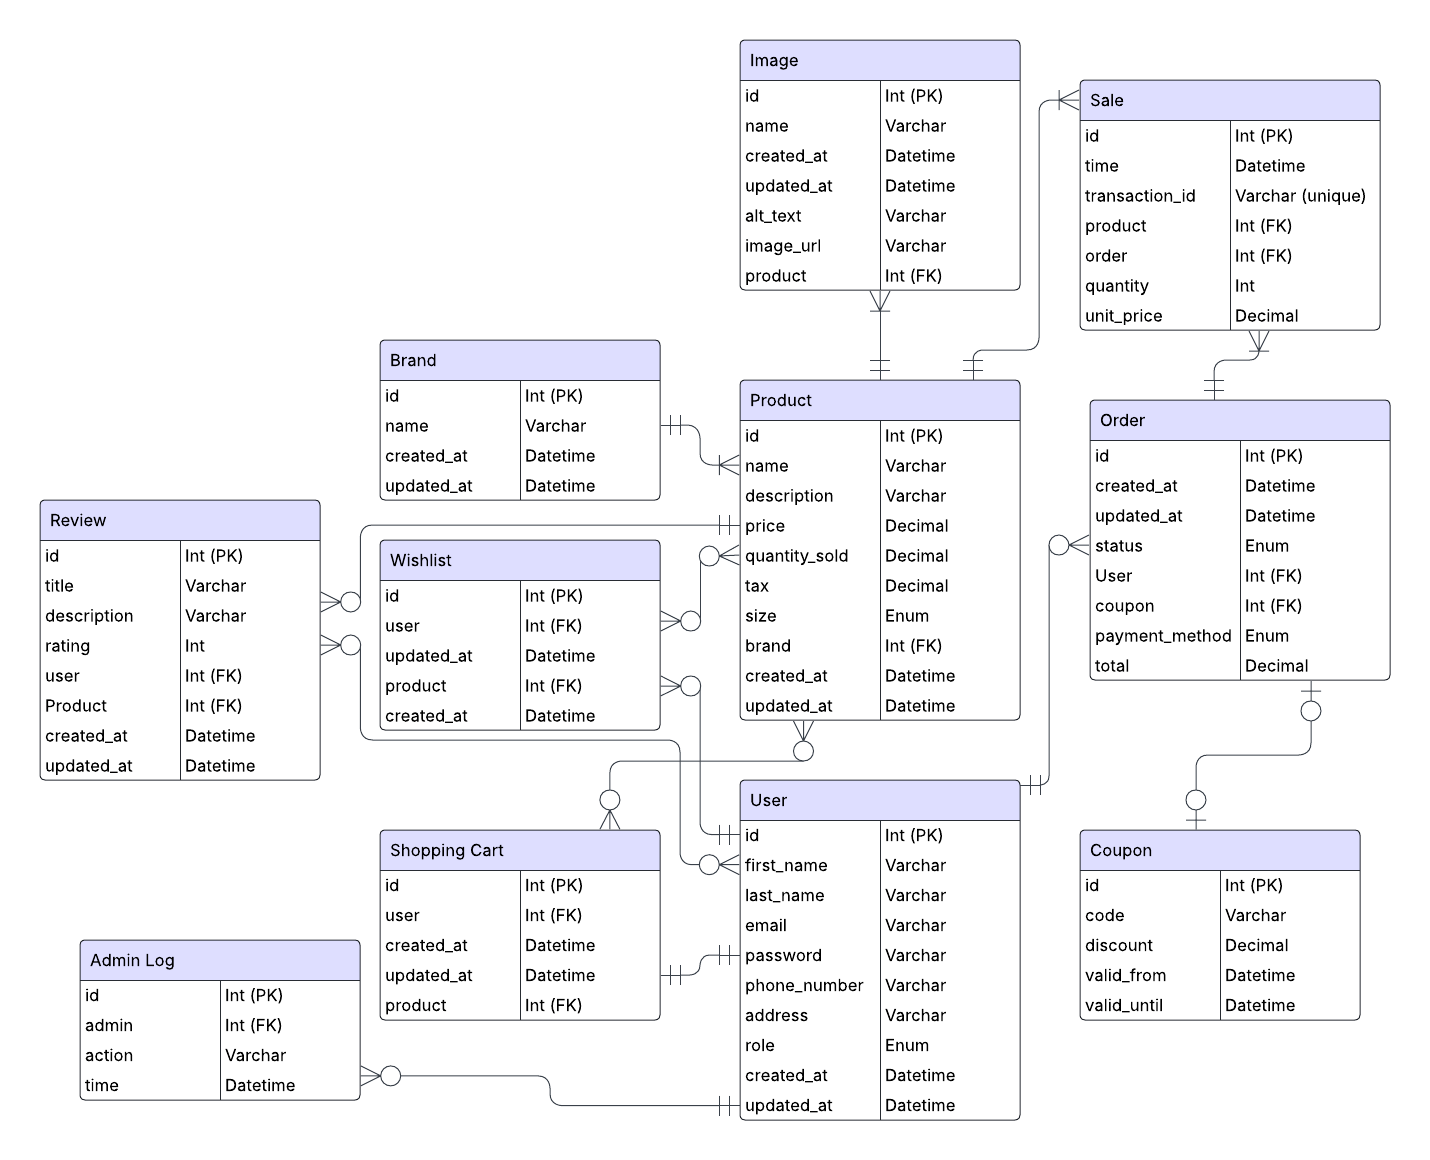 Image
id Int (PK)
name Varchar
created_at Datetime
updated_at Datetime
alt_text Varchar
image_url Varchar
product Int (FK)
Sale
id Int (PK)
time Datetime
transaction_id Varchar (unique)
product Int (FK)
order Int (FK)
quantity Int
unit_price Decimal
Brand
id Int (PK)
name Varchar
created_at Datetime
updated_at Datetime
Product
id Int (PK)
name Varchar
description Varchar
price Decimal
quantity_sold Decimal
tax Decimal
size Enum
brand Int (FK)
created_at Datetime
updated_at Datetime
Order
id Int (PK)
created_at Datetime
updated_at Datetime
status Enum
User Int (FK)
coupon Int (FK)
payment_method Enum
total Decimal
Review
id Int (PK)
title Varchar
description Varchar
rating Int
user Int (FK)
Product Int (FK)
created_at Datetime
updated_at Datetime
Wishlist
id Int (PK)
user Int (FK)
updated_at Datetime
product Int (FK)
created_at Datetime
User
id Int (PK)
first_name Varchar
last_name Varchar
email Varchar
password Varchar
phone_number Varchar
address Varchar
role Enum
created_at Datetime
updated_at Datetime
Shopping Cart
id Int (PK)
user Int (FK)
created_at Datetime
updated_at Datetime
product Int (FK)
Coupon
id Int (PK)
code Varchar
discount Decimal
valid_from Datetime
valid_until Datetime
Admin Log
id Int (PK)
admin Int (FK)
action Varchar
time Datetime